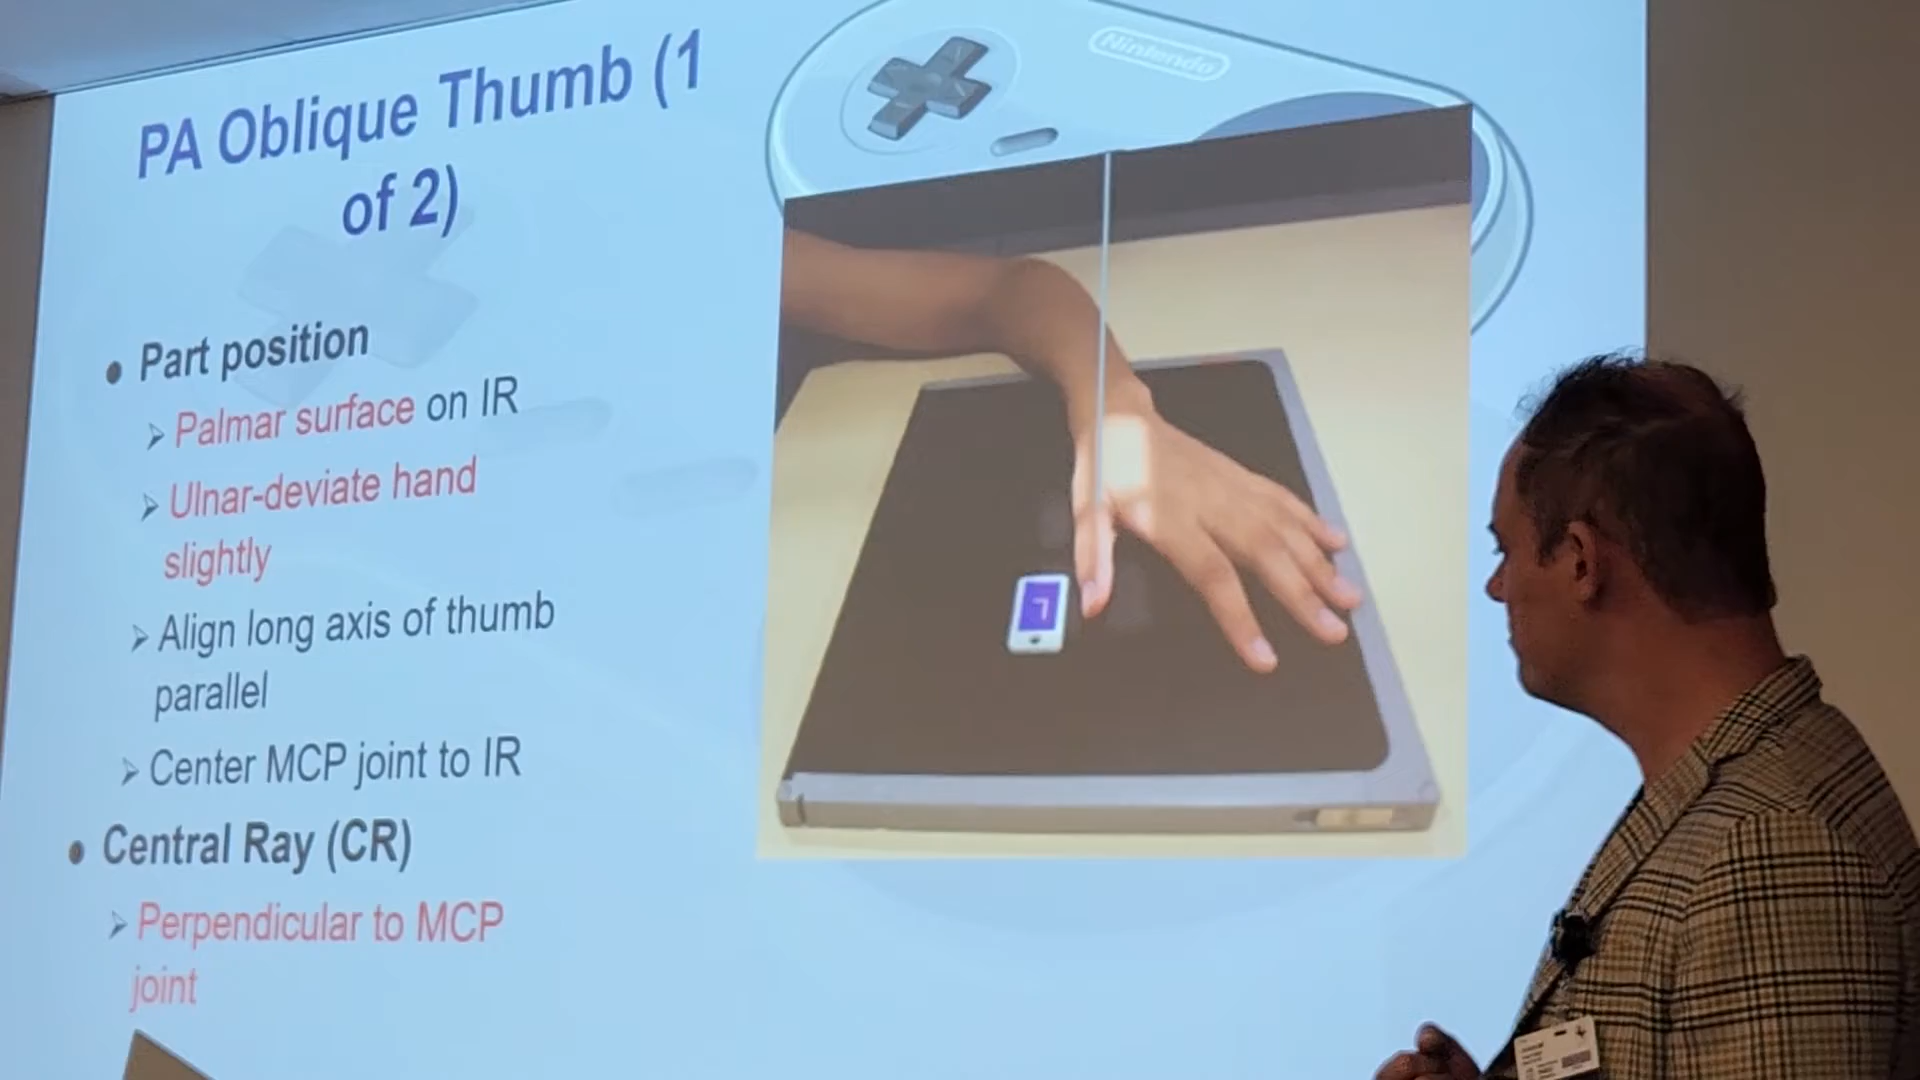 Nintendo
PA Oblique Thumb (1
of 2)
Part position
Palmar surface on IR
Ulnar-deviate hand
slightly
Align long axis of thumb
parallel
Center MCP joint to IR
Central Ray (CR)
Perpendicular to MCP
joint
L